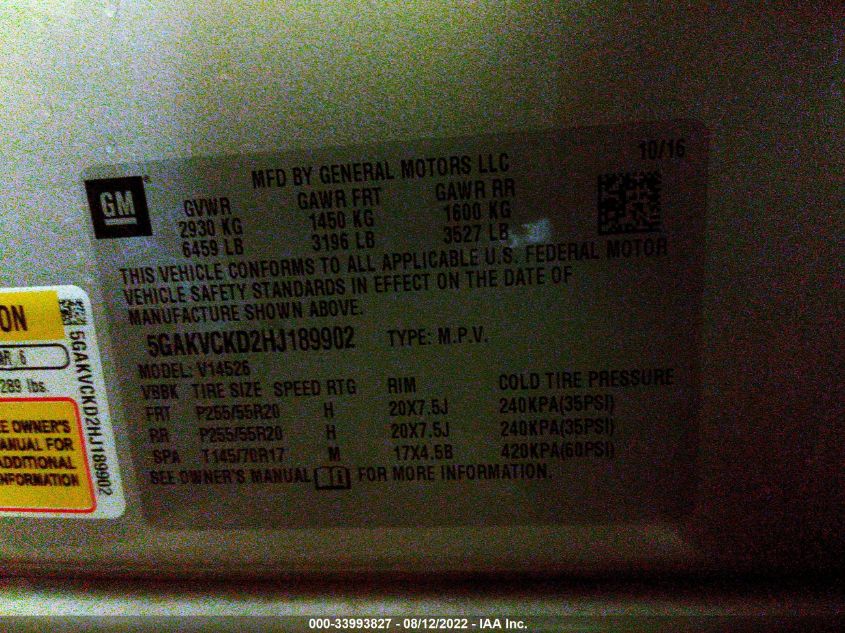 10/16
GM
MFD BY GENERAL MOTORS LLC
GVWR GAWR FRT GAWR RR
2930 KG 1450 KG 1600 KG
6459 LB 3196 LB 3527 LB
THIS VEHICLE CONFORMS TO ALL APPLICABLE U.S. FEDERAL MOTOR
VEHICLE SAFETY STANDARDS IN EFFECT ON THE DATE OF
MANUFACTURE SHOWN ABOVE.
5GAKVCKD2HJ189902 TYPE: M.P.V.
MODEL: V14526
VBBK TIRE SIZE SPEED RTG RIM COLD TIRE PRESSURE
FRT P255/55R20 H 20X7.5J 240KPA(35PSI)
RR P255/55R20 H 20X7.5J 240KPA(35PSI)
SPA T145/70R17 M 17X4.5B 420KPA(60PSI)
SEE OWNER'S MANUAL FOR MORE INFORMATION.
ON
AR 6
289 lbs.
EE OWNER'S
ANUAL FOR
ADDITIONAL
NFORMATION
5GAKVCKD2HJ189902
000-33993827 - 08/12/2022 - IAA Inc.